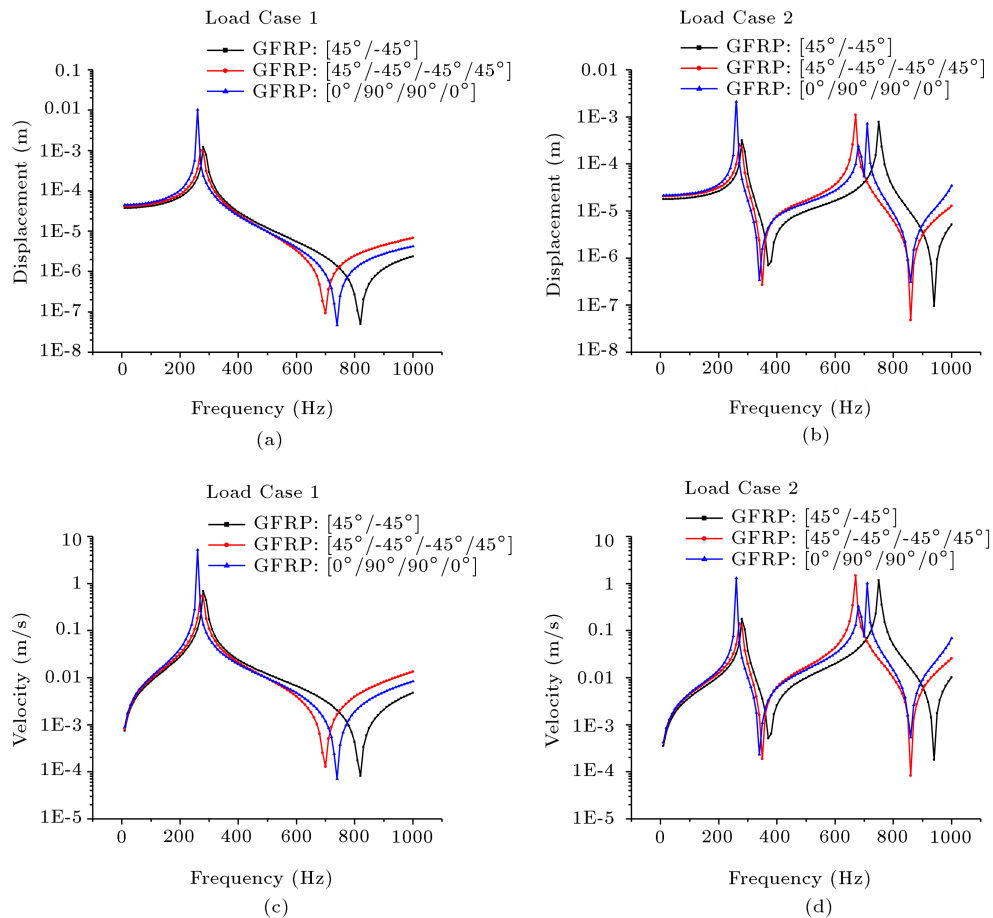 Load Case 1
GFRP: [45°/-45°]
GFRP: [45°/-45°/-45°/45°]
GFRP: [0°/90°/90°/0°]
0.1
0.01
1E-3
1E-4
1E-5
1E-6
1E-7
1E-8
Displacement (m)
0 200 400 600 800 1000
Frequency (Hz)
(a)
Load Case 2
GFRP: [45°/-45°]
GFRP: [45°/-45°/-45°/45°]
GFRP: [0°/90°/90°/0°]
0.1
0.01
1E-3
1E-4
1E-5
1E-6
1E-7
1E-8
Displacement (m)
0 200 400 600 800 1000
Frequency (Hz)
(b)
Load Case 1
GFRP: [45°/-45°]
GFRP: [45°/-45°/-45°/45°]
GFRP: [0°/90°/90°/0°]
10
1
0.1
0.01
1E-3
1E-4
1E-5
Velocity (m/s)
0 200 400 600 800 1000
Frequency (Hz)
(c)
Load Case 2
GFRP: [45°/-45°]
GFRP: [45°/-45°/-45°/45°]
GFRP: [0°/90°/90°/0°]
10
1
0.1
0.01
1E-3
1E-4
1E-5
Velocity (m/s)
0 200 400 600 800 1000
Frequency (Hz)
(d)